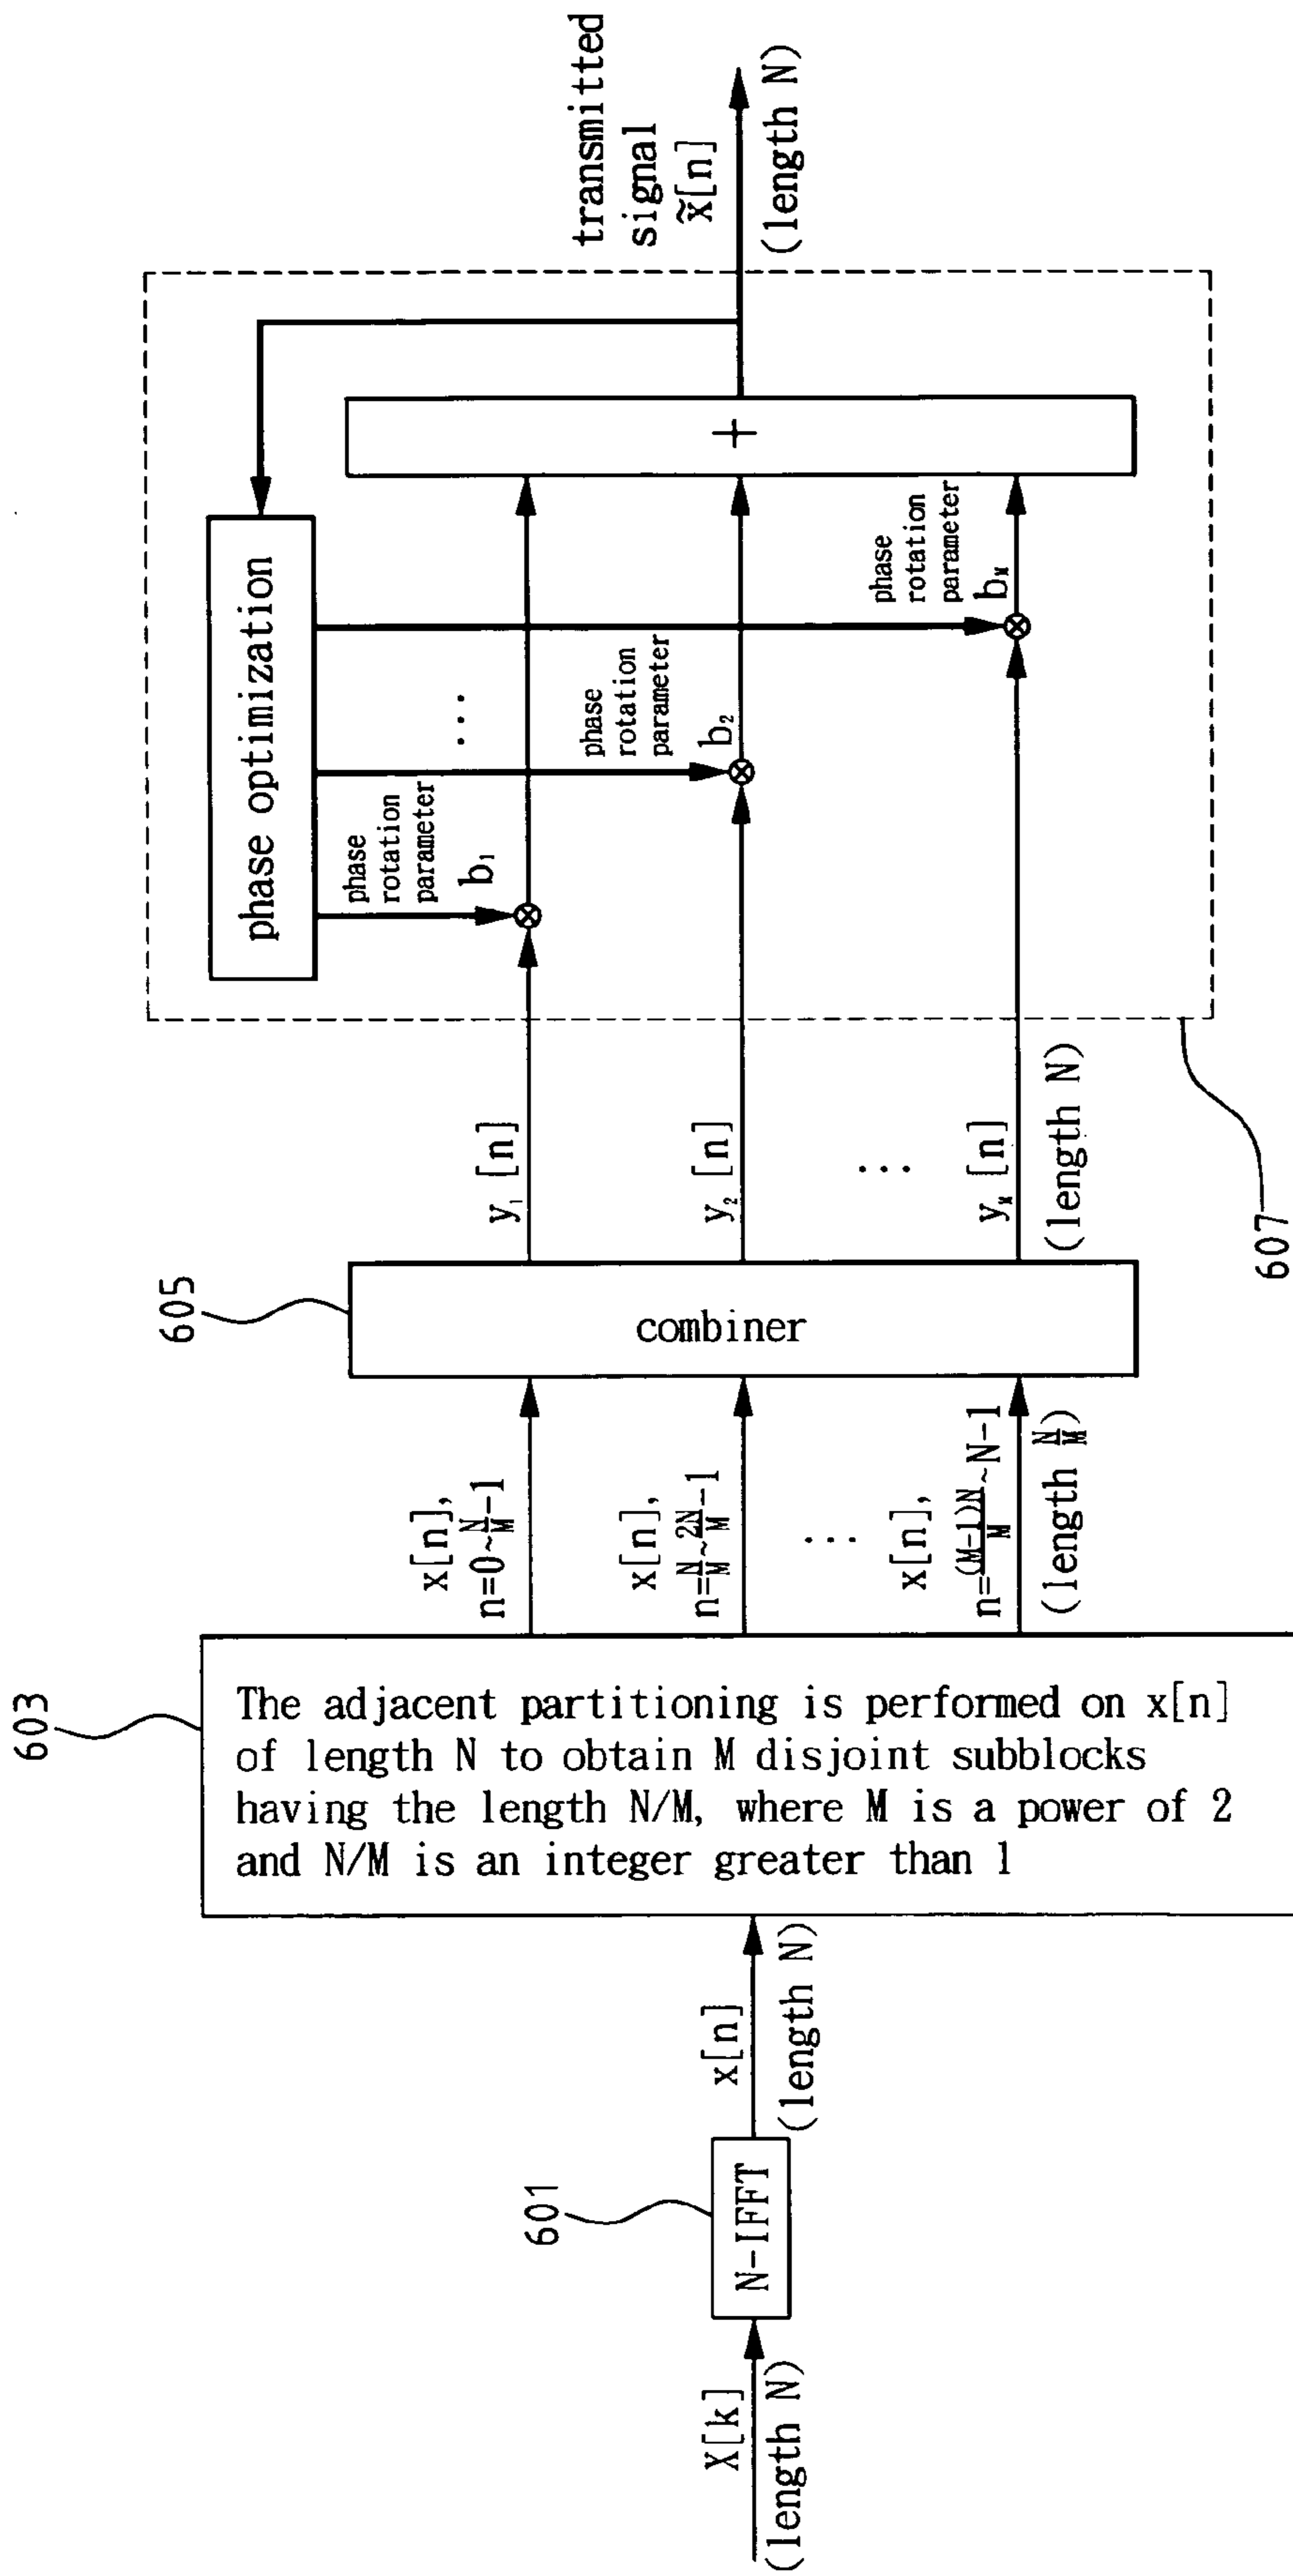 X[k]
(length N)
601
N-IFFT
x[n]
(length N)
603
The adjacent partitioning is performed on x[n]
of length N to obtain M disjoint subblocks
having the length N/M, where M is a power of 2
and N/M is an integer greater than 1
x[n],
n=0~N/M-1
x[n],
n=N/M~2N/M-1
...
x[n],
n=(M-1)N/M~N-1
(length N/M)
605
combiner
y₁ [n]
y₂ [n]
...
yM [n]
(length N)
607
phase optimization
phase
rotation
parameter
b₁
phase
rotation
parameter
b₂
...
phase
rotation
parameter
bM
+
transmitted
signal
x̃[n]
(length N)